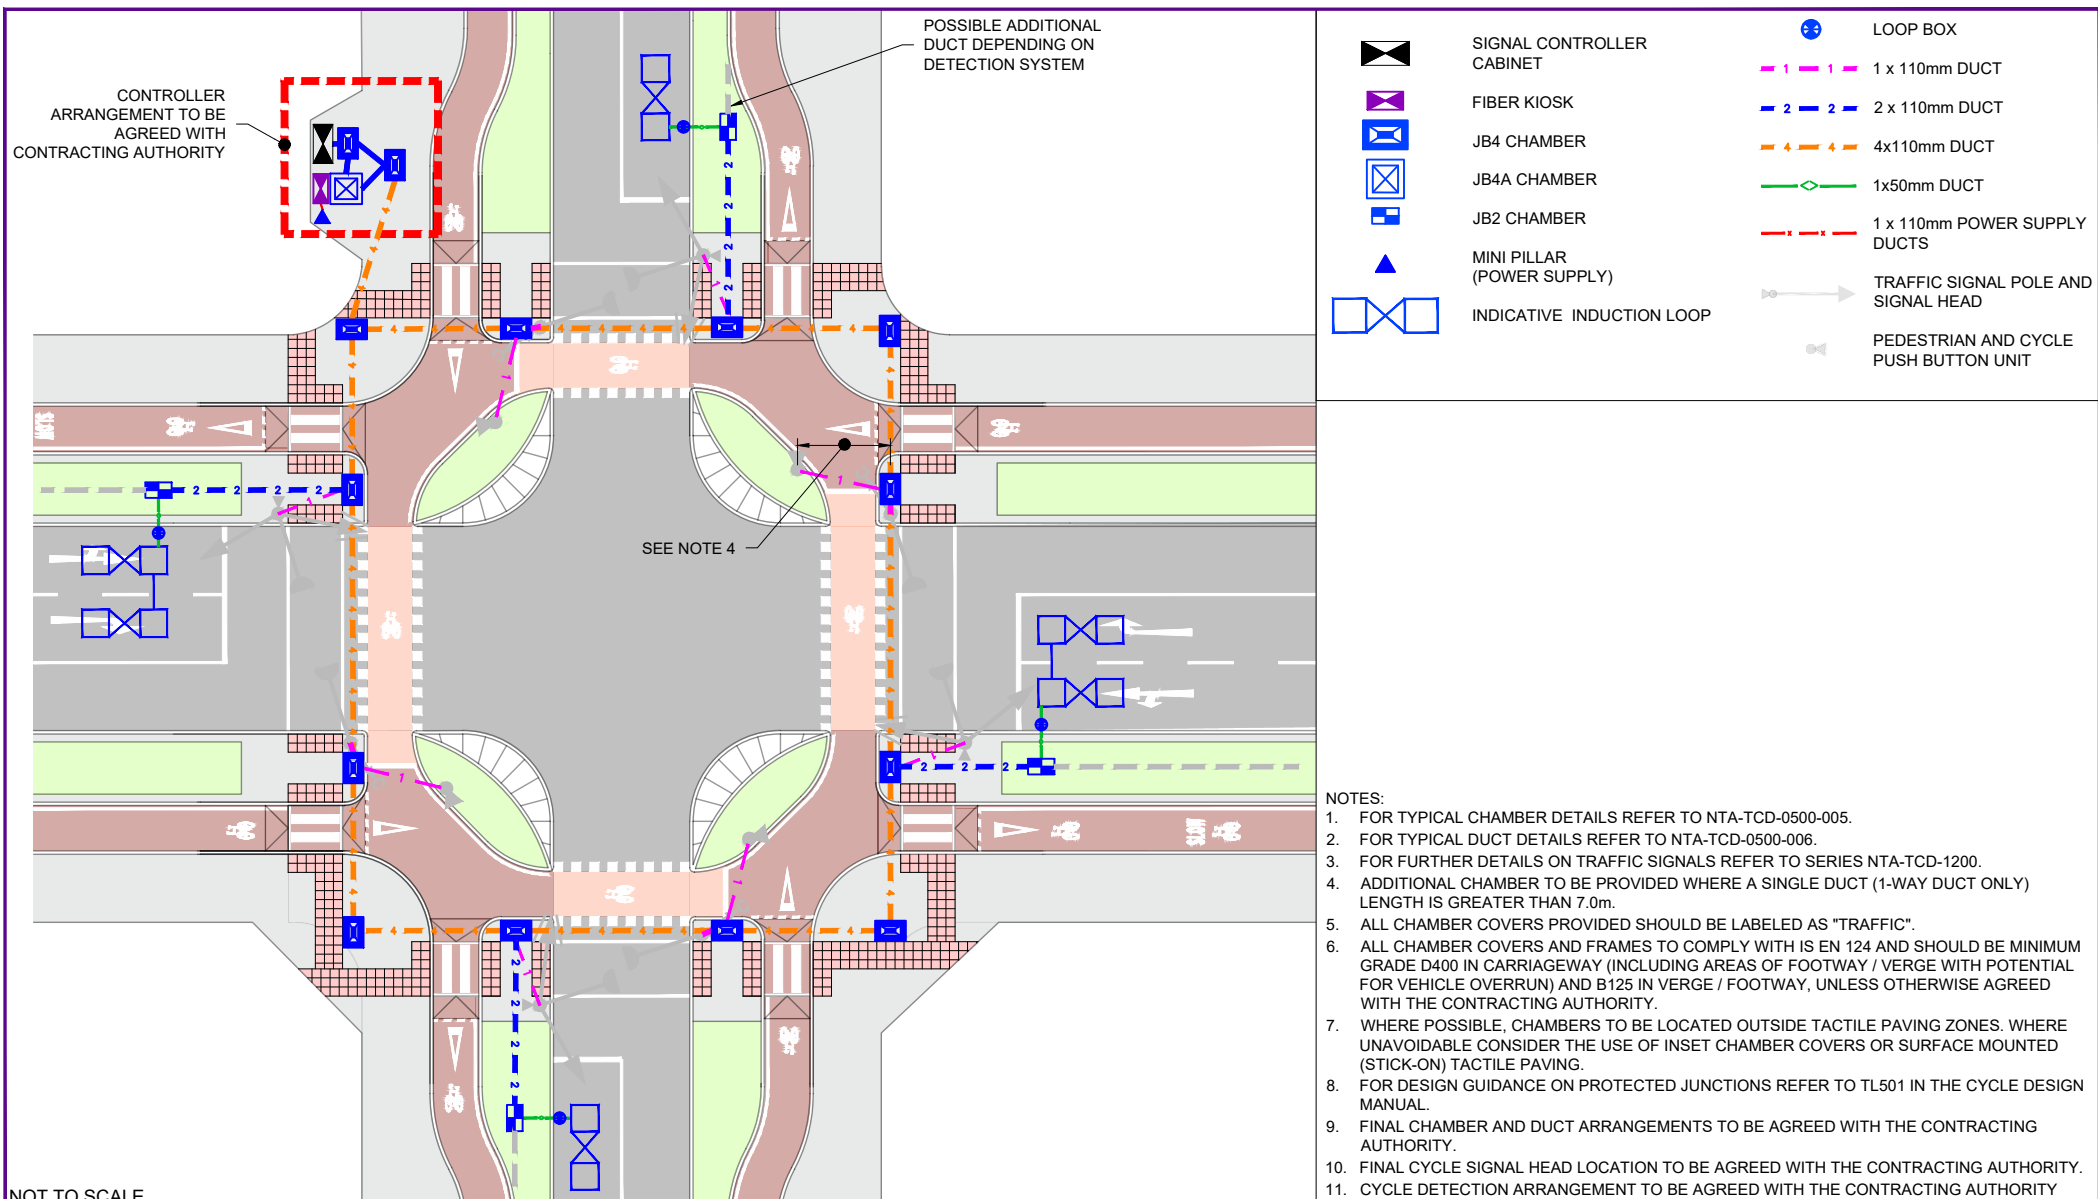 POSSIBLE ADDITIONAL
DUCT DEPENDING ON
DETECTION SYSTEM
CONTROLLER
ARRANGEMENT TO BE
AGREED WITH
CONTRACTING AUTHORITY
SEE NOTE 4
NOT TO SCALE
SIGNAL CONTROLLER
CABINET
FIBER KIOSK
JB4 CHAMBER
JB4A CHAMBER
JB2 CHAMBER
MINI PILLAR
(POWER SUPPLY)
INDICATIVE INDUCTION LOOP
LOOP BOX
1 x 110mm DUCT
2 x 110mm DUCT
4x110mm DUCT
1x50mm DUCT
1 x 110mm POWER SUPPLY
DUCTS
TRAFFIC SIGNAL POLE AND
SIGNAL HEAD
PEDESTRIAN AND CYCLE
PUSH BUTTON UNIT
NOTES:
1. FOR TYPICAL CHAMBER DETAILS REFER TO NTA-TCD-0500-005.
2. FOR TYPICAL DUCT DETAILS REFER TO NTA-TCD-0500-006.
3. FOR FURTHER DETAILS ON TRAFFIC SIGNALS REFER TO SERIES NTA-TCD-1200.
4. ADDITIONAL CHAMBER TO BE PROVIDED WHERE A SINGLE DUCT (1-WAY DUCT ONLY)
LENGTH IS GREATER THAN 7.0m.
5. ALL CHAMBER COVERS PROVIDED SHOULD BE LABELED AS "TRAFFIC".
6. ALL CHAMBER COVERS AND FRAMES TO COMPLY WITH IS EN 124 AND SHOULD BE MINIMUM
GRADE D400 IN CARRIAGEWAY (INCLUDING AREAS OF FOOTWAY / VERGE WITH POTENTIAL
FOR VEHICLE OVERRUN) AND B125 IN VERGE / FOOTWAY, UNLESS OTHERWISE AGREED
WITH THE CONTRACTING AUTHORITY.
7. WHERE POSSIBLE, CHAMBERS TO BE LOCATED OUTSIDE TACTILE PAVING ZONES. WHERE
UNAVOIDABLE CONSIDER THE USE OF INSET CHAMBER COVERS OR SURFACE MOUNTED
(STICK-ON) TACTILE PAVING.
8. FOR DESIGN GUIDANCE ON PROTECTED JUNCTIONS REFER TO TL501 IN THE CYCLE DESIGN
MANUAL.
9. FINAL CHAMBER AND DUCT ARRANGEMENTS TO BE AGREED WITH THE CONTRACTING
AUTHORITY.
10. FINAL CYCLE SIGNAL HEAD LOCATION TO BE AGREED WITH THE CONTRACTING AUTHORITY.
11. CYCLE DETECTION ARRANGEMENT TO BE AGREED WITH THE CONTRACTING AUTHORITY